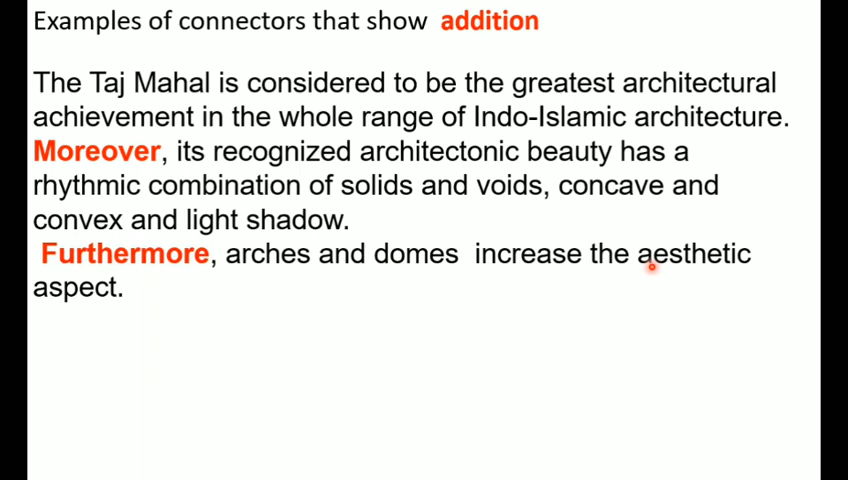 Examples of connectors that show addition
The Taj Mahal is considered to be the greatest architectural
achievement in the whole range of Indo-Islamic architecture.
Moreover, its recognized architectonic beauty has a
rhythmic combination of solids and voids, concave and
convex and light shadow.
Furthermore, arches and domes increase the aesthetic
aspect.